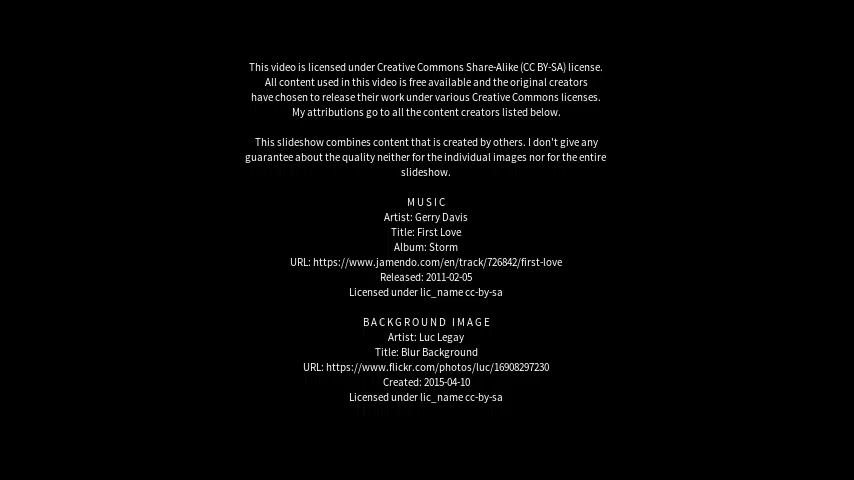 This video is licensed under Creative Commons Share-Alike (CC BY-SA) license.
All content used in this video is free available and the original creators
have chosen to release their work under various Creative Commons licenses.
My attributions go to all the content creators listed below.
This slideshow combines content that is created by others. I don't give any
guarantee about the quality neither for the individual images nor for the entire
slideshow.
MUSIC
Artist: Gerry Davis
Title: First Love
Album: Storm
URL: https://www.jamendo.com/en/track/726842/first-love
Released: 2011-02-05
Licensed under lic_name cc-by-sa
BACKGROUND IMAGE
Artist: Luc Legay
Title: Blur Background
URL: https://www.flickr.com/photos/luc/16908297230
Created: 2015-04-10
Licensed under lic_name cc-by-sa